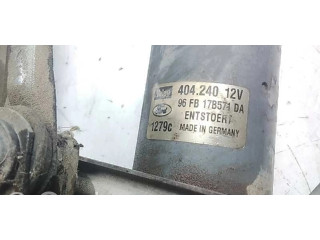 404.240 12V
96 FB 17B571 DA
ENTSTOERT
1279c MADE IN GERMANY